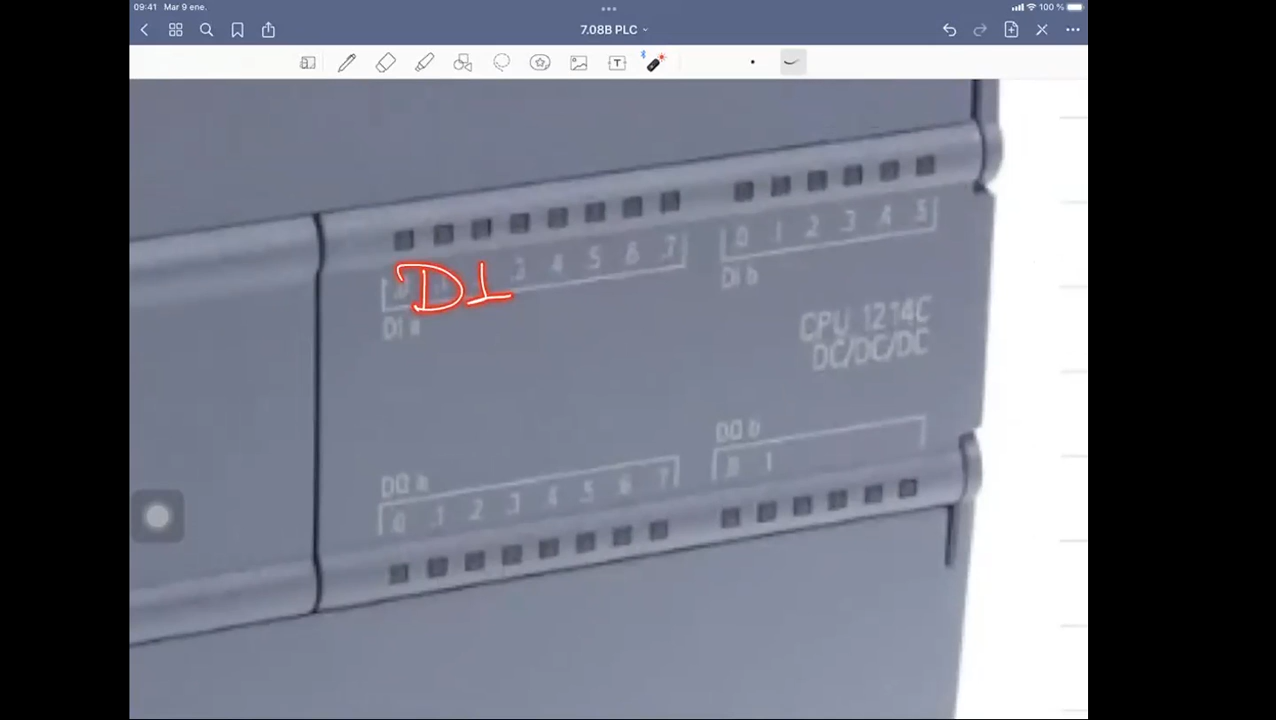 09:41 Mar 9 ene.
100 %
7.08B PLC
T
.0 .1 .2 .3 .4 .5
DI b
DI
.3 .4 .5 .6 .7
DI a
CPU 1214C
DC/DC/DC
DQ b
.0 .1
DQ a
.0 .1 .2 .3 .4 .5 .6 .7